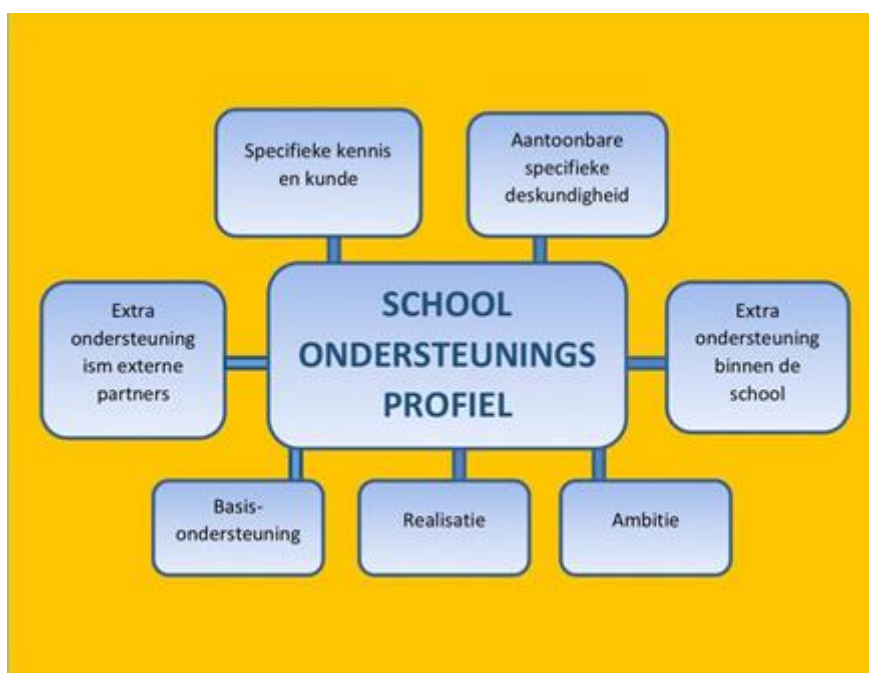 Specifieke kennis
en kunde
Aantoonbare
specifieke
deskundigheid
Extra
ondersteuning
ism externe
partners
SCHOOL
ONDERSTEUNINGS
PROFIEL
Extra
ondersteuning
binnen de
school
Basis-
ondersteuning
Realisatie
Ambitie